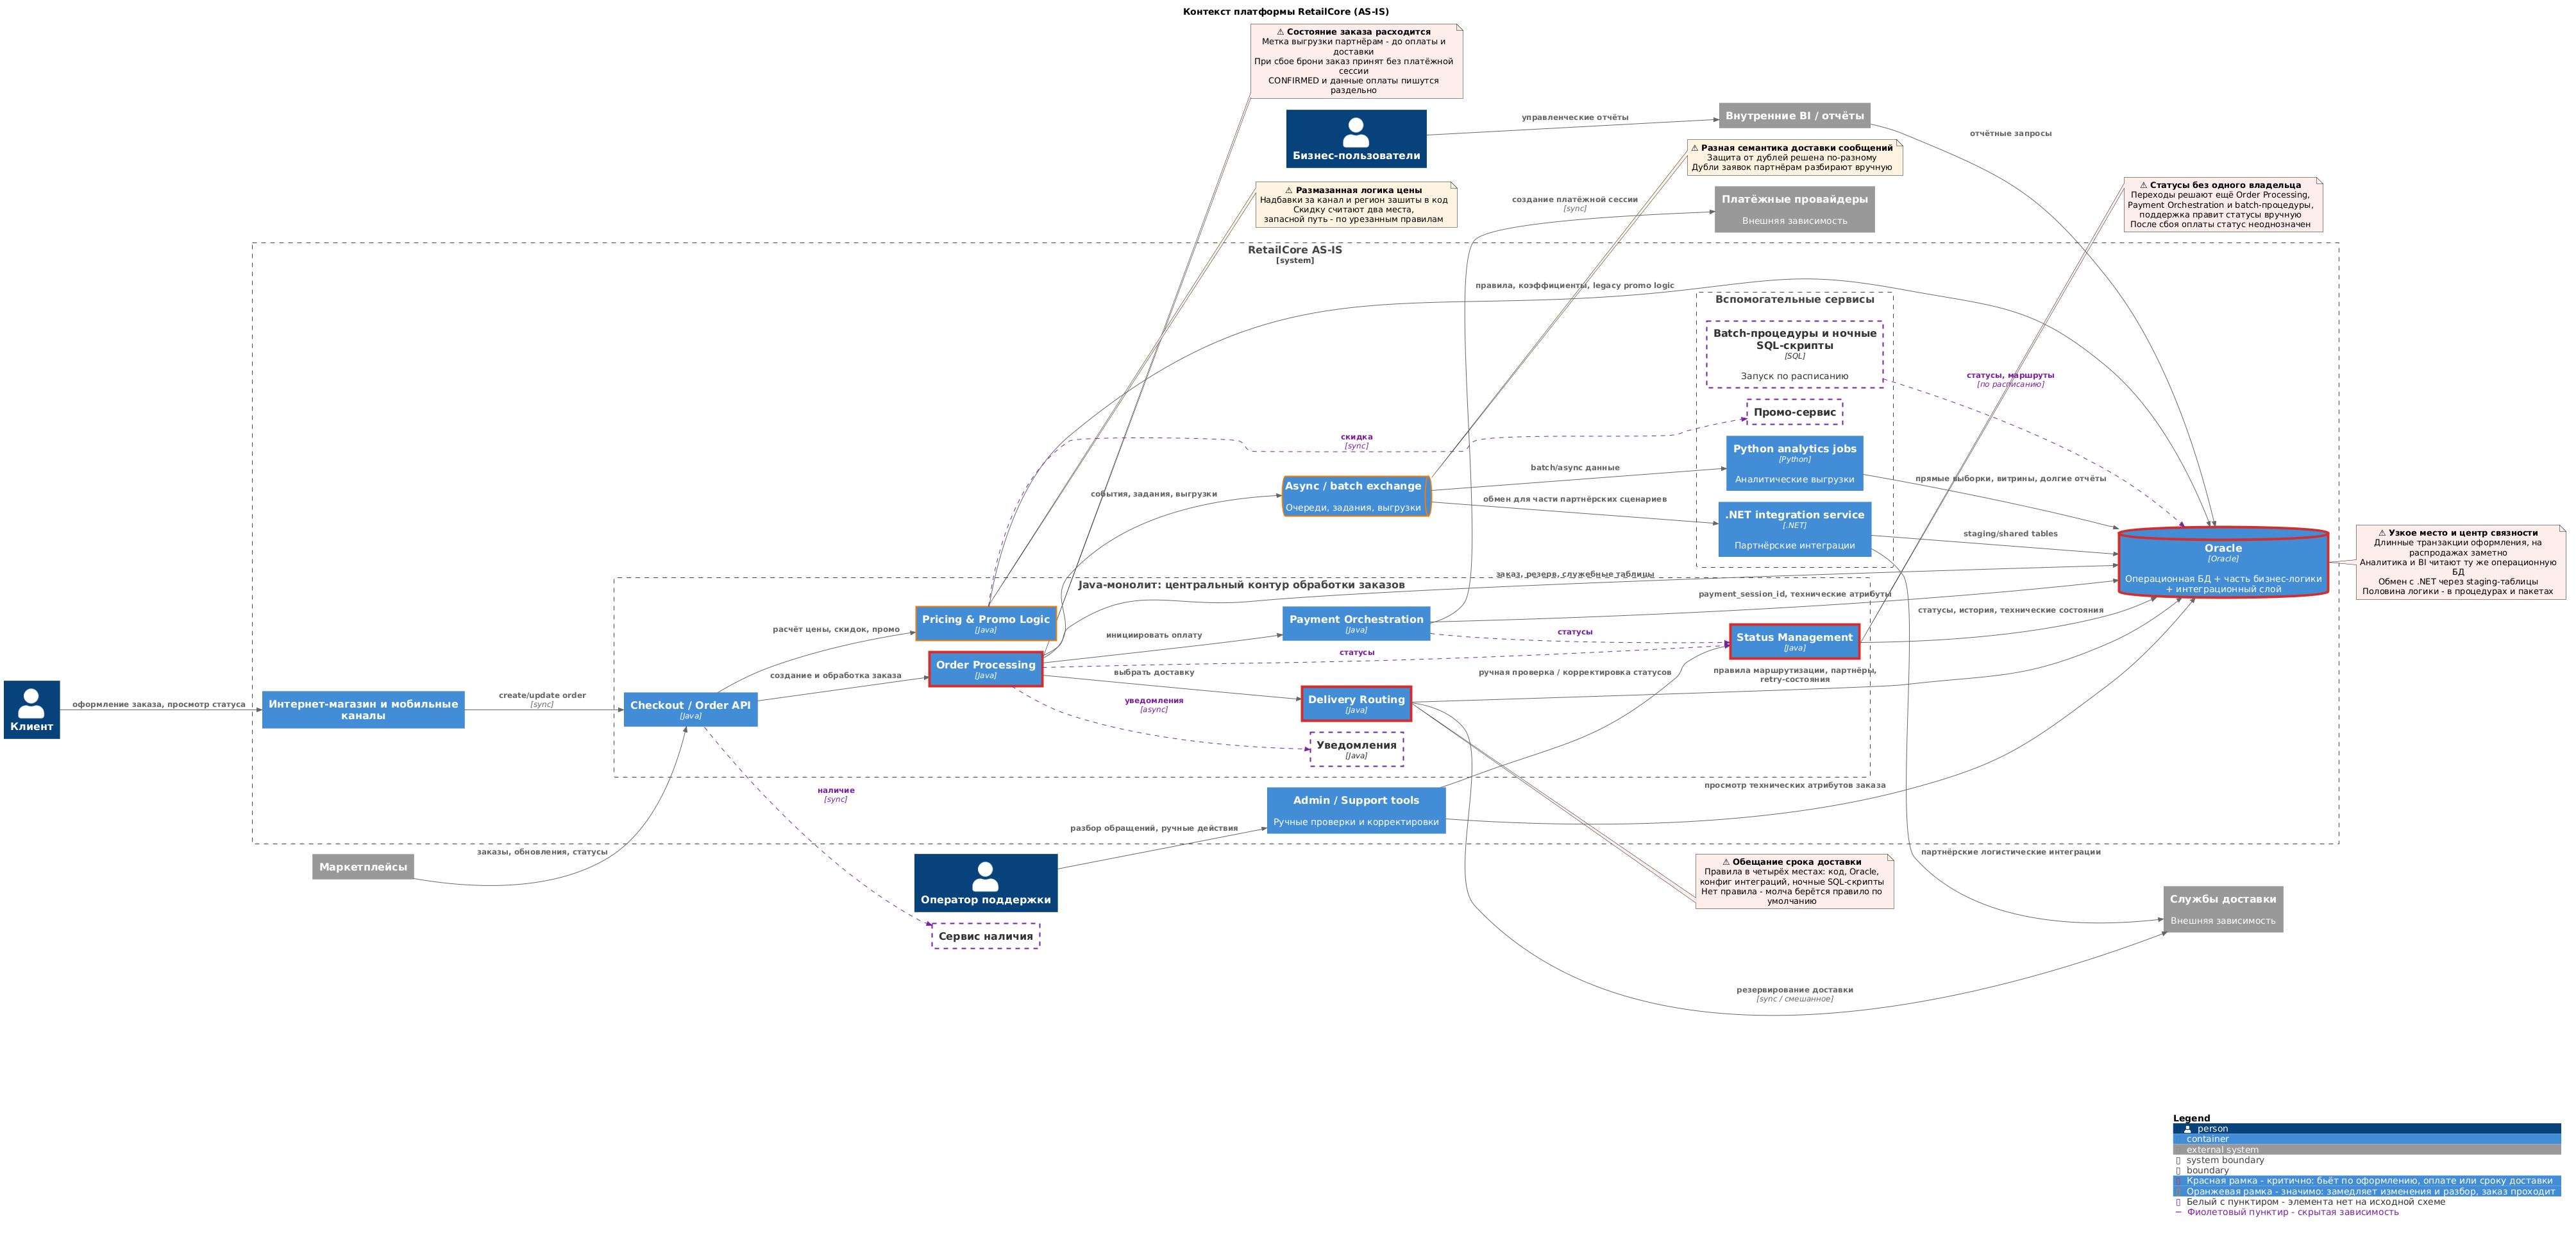 Контекст платформы RetailCore (AS-IS)
⚠ Состояние заказа расходится
Метка выгрузки партнёрам - до оплаты и
доставки
При сбое брони заказ принят без платёжной
сессии
CONFIRMED и данные оплаты пишутся
раздельно
Бизнес-пользователи
управленческие отчёты
Внутренние BI / отчёты
отчётные запросы
⚠ Разная семантика доставки сообщений
Защита от дублей решена по-разному
Дубли заявок партнёрам разбирают вручную
⚠ Размазанная логика цены
Надбавки за канал и регион зашиты в код
Скидку считают два места,
запасной путь - по урезанным правилам
создание платёжной сессии
[sync]
Платёжные провайдеры
Внешняя зависимость
⚠ Статусы без одного владельца
Переходы решают ещё Order Processing,
Payment Orchestration и batch-процедуры,
поддержка правит статусы вручную
После сбоя оплаты статус неоднозначен
RetailCore AS-IS
[system]
правила, коэффициенты, legacy promo logic
Вспомогательные сервисы
Batch-процедуры и ночные
SQL-скрипты
[SQL]
Запуск по расписанию
статусы, маршруты
[по расписанию]
Промо-сервис
скидка
[sync]
Python analytics jobs
[Python]
Аналитические выгрузки
прямые выборки, витрины, долгие отчёты
Async / batch exchange
Очереди, задания, выгрузки
события, задания, выгрузки
batch/async данные
обмен для части партнёрских сценариев
.NET integration service
[.NET]
Партнёрские интеграции
staging/shared tables
Oracle
[Oracle]
Операционная БД + часть бизнес-логики
+ интеграционный слой
⚠ Узкое место и центр связности
Длинные транзакции оформления, на
распродажах заметно
Аналитика и BI читают ту же операционную
БД
Обмен с .NET через staging-таблицы
Половина логики - в процедурах и пакетах
Java-монолит: центральный контур обработки заказов
заказ, резерв, служебные таблицы
payment_session_id, технические атрибуты
Pricing & Promo Logic
[Java]
расчёт цены, скидок, промо
Payment Orchestration
[Java]
инициировать оплату
статусы
статусы
Status Management
[Java]
статусы, история, технические состояния
Order Processing
[Java]
создание и обработка заказа
выбрать доставку
ручная проверка / корректировка статусов
правила маршрутизации, партнёры,
retry-состояния
Клиент
оформление заказа, просмотр статуса
Интернет-магазин и мобильные
каналы
create/update order
[sync]
Checkout / Order API
[Java]
Delivery Routing
[Java]
уведомления
[async]
Уведомления
[Java]
наличие
[sync]
Admin / Support tools
Ручные проверки и корректировки
просмотр технических атрибутов заказа
разбор обращений, ручные действия
Маркетплейсы
заказы, обновления, статусы
Оператор поддержки
Сервис наличия
⚠ Обещание срока доставки
Правила в четырёх местах: код, Oracle,
конфиг интеграций, ночные SQL-скрипты
Нет правила - молча берётся правило по
умолчанию
партнёрские логистические интеграции
Службы доставки
Внешняя зависимость
резервирование доставки
[sync / смешанное]
Legend
person
container
external system
system boundary
boundary
Красная рамка - критично: бьёт по оформлению, оплате или сроку доставки
Оранжевая рамка - значимо: замедляет изменения и разбор, заказ проходит
Белый с пунктиром - элемента нет на исходной схеме
Фиолетовый пунктир - скрытая зависимость